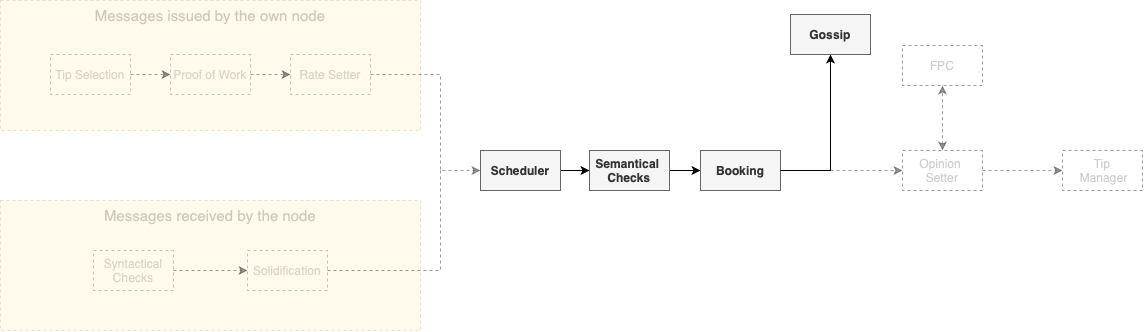 Messages issued by the own node
Tip Selection
Proof of Work
Rate Setter
Gossip
FPC
Scheduler
Semantical
Checks
Booking
Opinion
Setter
Tip
Manager
Messages received by the node
Syntactical
Checks
Solidification